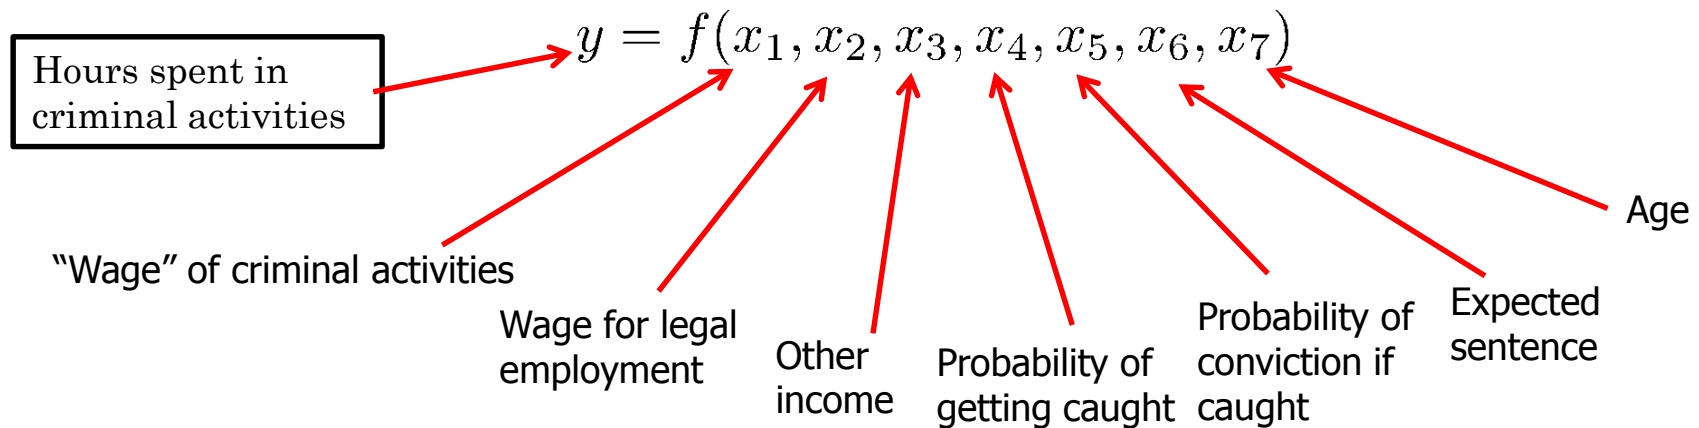 y = f(x₁, x₂, x₃, x₄, x₅, x₆, x₇)
Hours spent in
criminal activities
“Wage” of criminal activities
Wage for legal
employment
Other
income
Probability of
getting caught
Probability of
conviction if
caught
Expected
sentence
Age